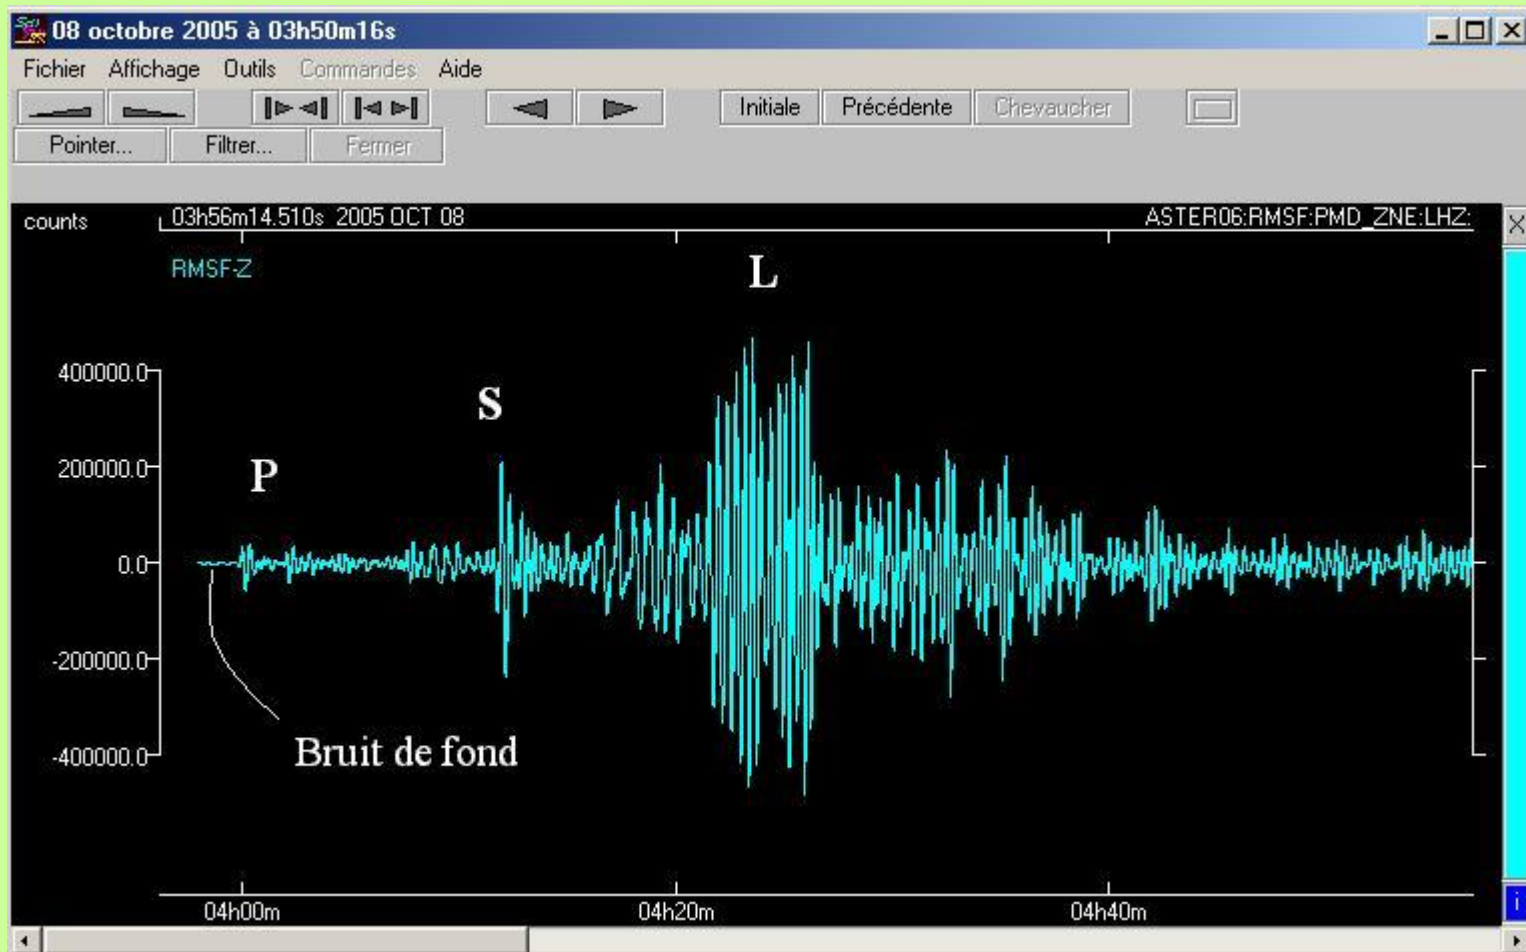 08 octobre 2005 à 03h50m16s
Fichier Affichage Outils Commandes Aide
Initiale Précédente Chevaucher
Pointer... Filtrer... Fermer
counts 03h56m14.510s 2005 OCT 08 ASTER06:RMSF:PMD_ZNE:LHZ:
RMSF-Z
L
400000.0
S
200000.0
P
0.0
-200000.0
Bruit de fond
-400000.0
04h00m 04h20m 04h40m